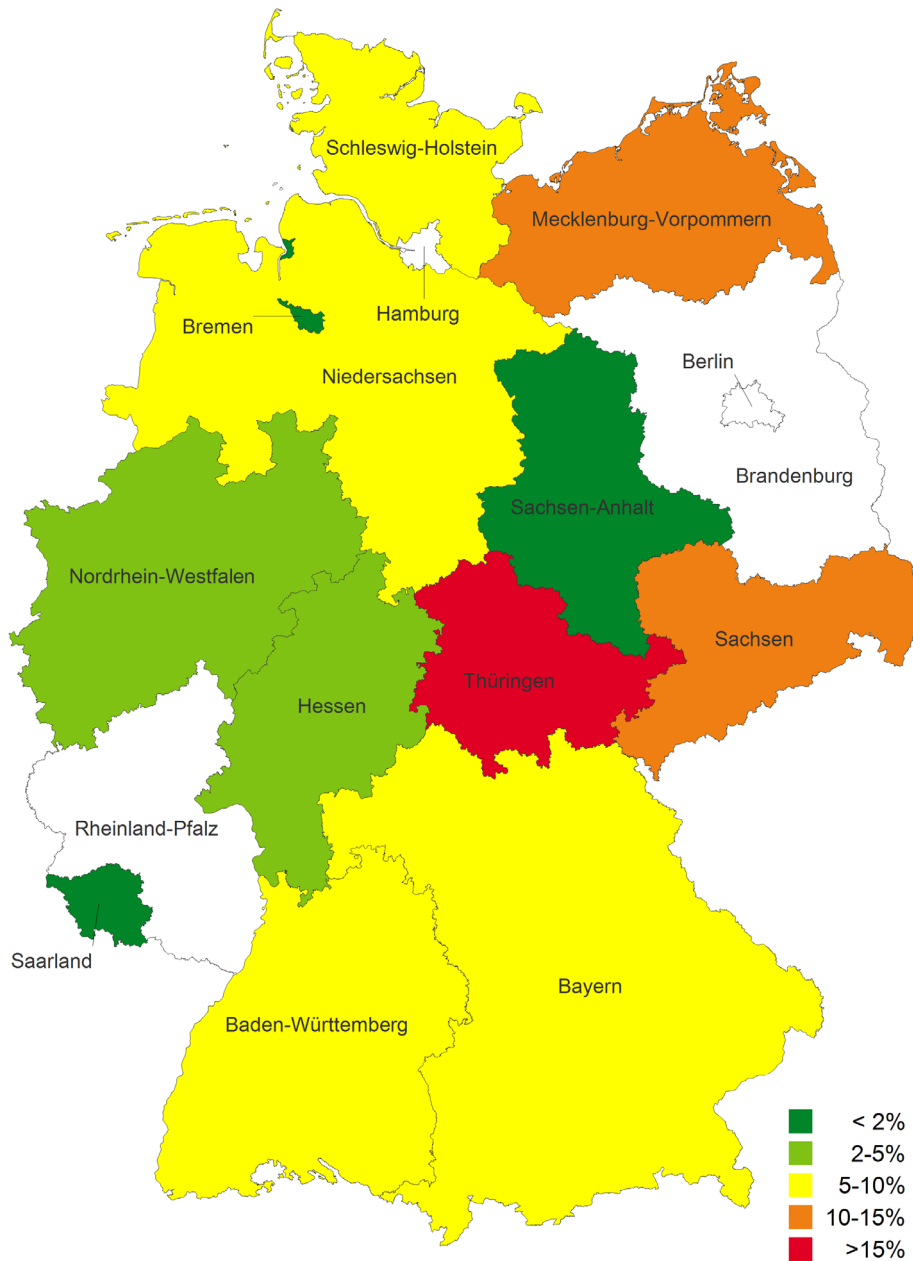 Schleswig-Holstein
Mecklenburg-Vorpommern
Hamburg
Bremen
Berlin
Niedersachsen
Brandenburg
Sachsen-Anhalt
Nordrhein-Westfalen
Sachsen
Thüringen
Hessen
Rheinland-Pfalz
Saarland
Bayern
Baden-Württemberg
< 2%
2-5%
5-10%
10-15%
>15%